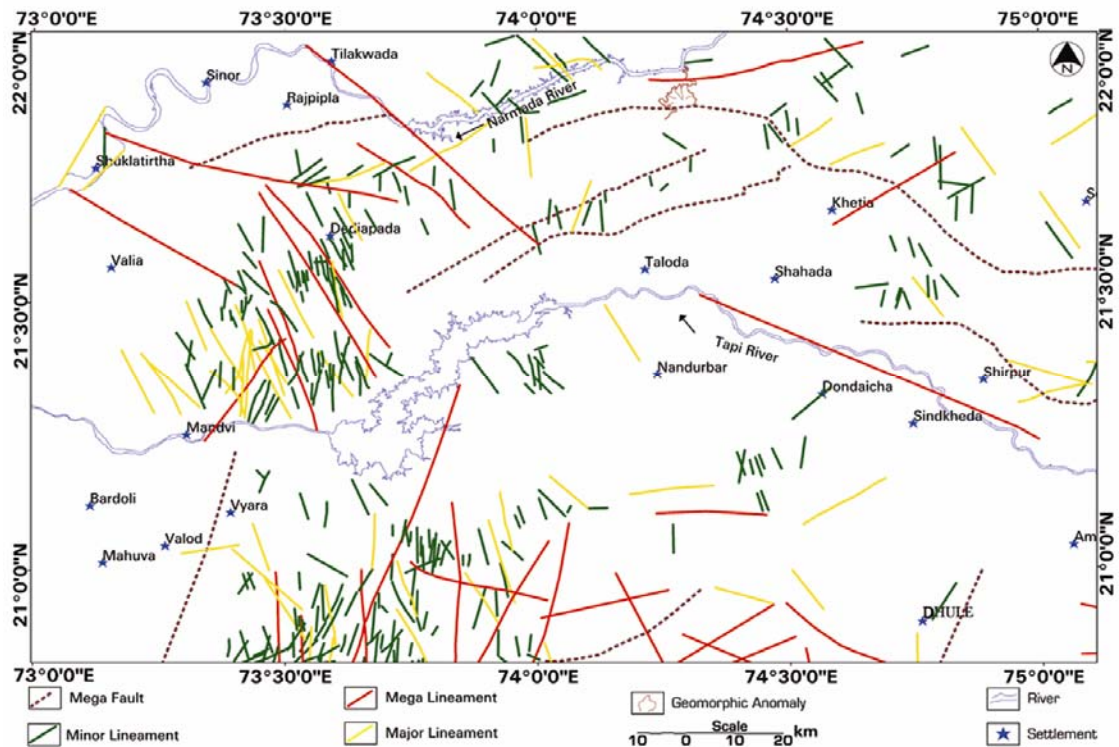 73°0'0"E 73°30'0"E 74°0'0"E 74°30'0"E 75°0'0"E
22°0'0"N
22°0'0"N
N
Tilakwada
Sinor
Rajpipla
Narmada River
Shuklatirtha
Khetia
S
Dediapada
Valia
Taloda
Shahada
21°30'0"N
21°30'0"N
Tapi River
Nandurbar
Shirpur
Dondaicha
Sindkheda
Mandvi
Bardoli
Vyara
Valod
Mahuva
Am
21°0'0"N
21°0'0"N
DHULE
73°0'0"E 73°30'0"E 74°0'0"E 74°30'0"E 75°0'0"E
Mega Fault Mega Lineament Geomorphic Anomaly River
Minor Lineament Major Lineament Scale Settlement
10 0 10 20 km